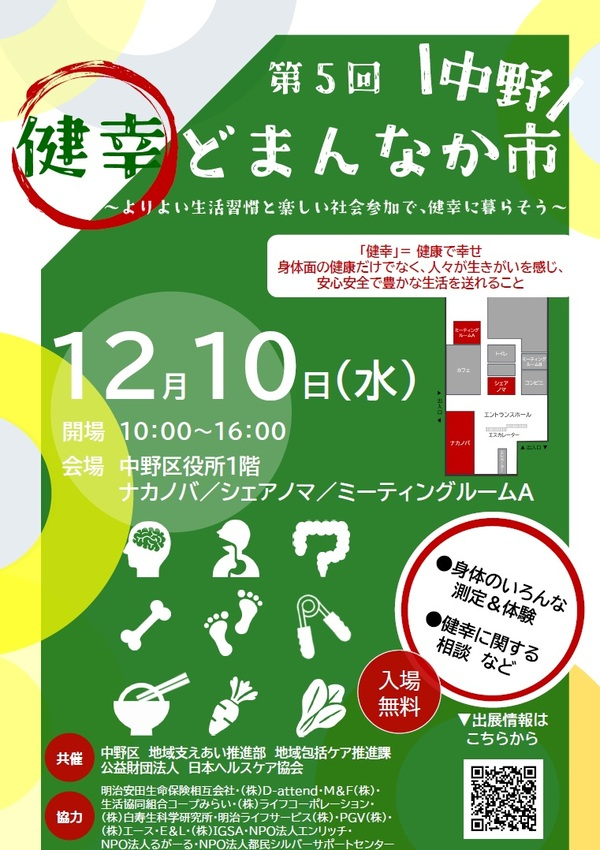 第5回
中野
健幸どまんなか市
～よりよい生活習慣と楽しい社会参加で、健幸に暮らそう～
「健幸」＝ 健康で幸せ
身体面の健康だけでなく、人々が生きがいを感じ、
安心安全で豊かな生活を送れること
12月10日(水)
開場 10：00～16：00
会場 中野区役所1階
ナカノバ／シェアノマ／ミーティングルームA
ミーティング
ルームA
カフェ
トイレ
ミーティング
ルームB
シェア
ノマ
コンビニ
▲出入口▼
エントランスホール
エスカレーター
ナカノバ
▲出入口▼
●身体のいろんな
測定＆体験
●健幸に関する
相談 など
入場
無料
▼出展情報は
こちらから
共催
中野区 地域支えあい推進部 地域包括ケア推進課
公益財団法人 日本ヘルスケア協会
協力
明治安田生命保険相互会社・(株)D-attend・M＆F(株)・
生活協同組合コープみらい・(株)ライフコーポレーション・
(株)白寿生科学研究所・明治ライフサービス(株)・PGV(株)・
(株)エース・E＆L・(株)IGSA・NPO法人エンリッチ・
NPO法人るがーる・NPO法人都民シルバーサポートセンター